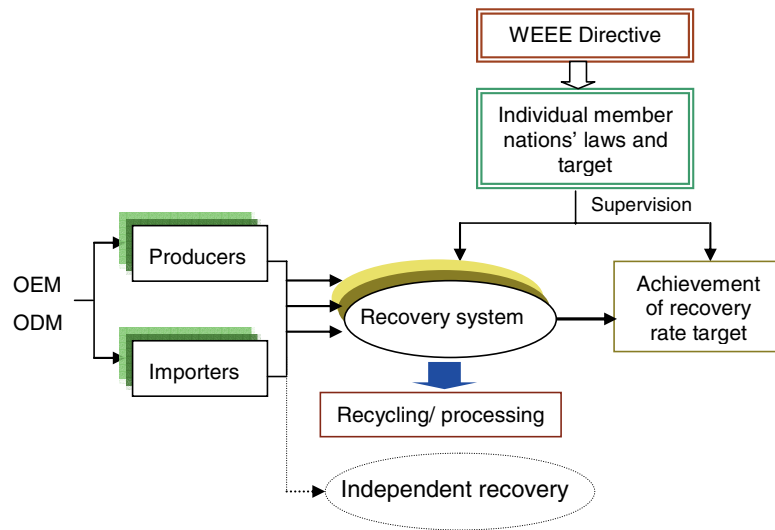 WEEE Directive
Individual member
nations' laws and
target
Supervision
OEM
ODM
Producers
Importers
Recovery system
Achievement
of recovery
rate target
Recycling/ processing
Independent recovery